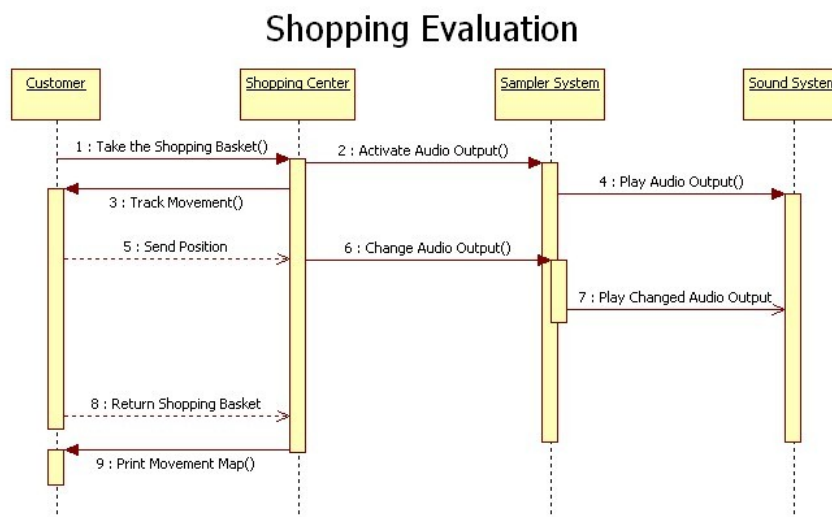 Shopping Evaluation
Customer
Shopping Center
Sampler System
Sound System
1 : Take the Shopping Basket()
2 : Activate Audio Output()
3 : Track Movement()
4 : Play Audio Output()
5 : Send Position
6 : Change Audio Output()
7 : Play Changed Audio Output
8 : Return Shopping Basket
9 : Print Movement Map()